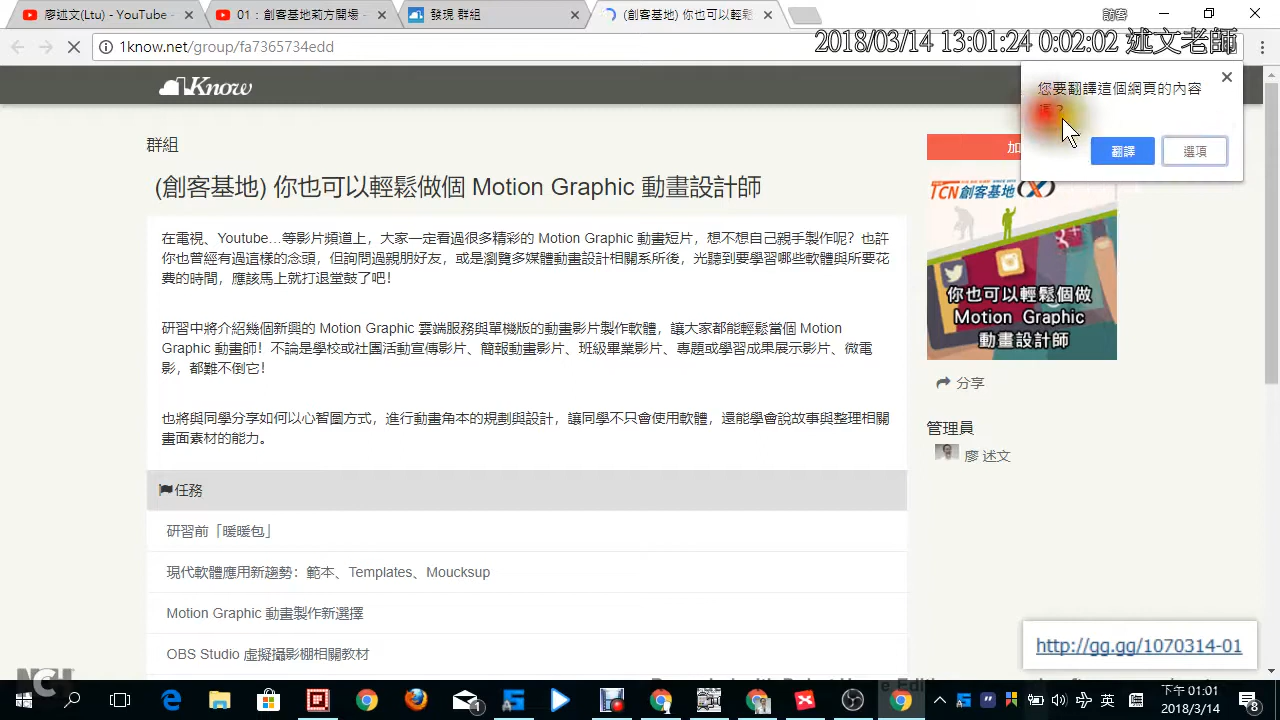 廖述文(Ltu) - YouTube
01：創客基地莉方開場
發現 群組
(創客基地) 你也可以輕鬆
訪客
1know.net/group/fa7365734edd
2018/03/14 13:01:24 0:02:02 述文老師
1Know
您要翻譯這個網頁的內容
嗎？
翻譯
選項
群組
加
(創客基地) 你也可以輕鬆做個 Motion Graphic 動畫設計師
在電視、Youtube...等影片頻道上，大家一定看過很多精彩的 Motion Graphic 動畫短片，想不想自己親手製作呢？也許
你也曾經有過這樣的念頭，但詢問過親朋好友，或是瀏覽多媒體動畫設計相關系所後，光聽到要學習哪些軟體與所要花
費的時間，應該馬上就打退堂鼓了吧！
研習中將介紹幾個新興的 Motion Graphic 雲端服務與單機版的動畫影片製作軟體，讓大家都能輕鬆當個 Motion
Graphic 動畫師！不論是學校或社團活動宣傳影片、簡報動畫影片、班級畢業影片、專題或學習成果展示影片、微電
影，都難不倒它！
也將與同學分享如何以心智圖方式，進行動畫角本的規劃與設計，讓同學不只會使用軟體，還能學會說故事與整理相關
畫面素材的能力。
TCN創客基地
g+
你也可以輕鬆個做
Motion Graphic
動畫設計師
分享
管理員
廖 述文
任務
研習前「暖暖包」
現代軟體應用新趨勢：範本、Templates、Moucksup
Motion Graphic 動畫製作新選擇
OBS Studio 虛擬攝影棚相關教材
http://gg.gg/1070314-01
NCH
英
下午 01:01
2018/3/14
1
8